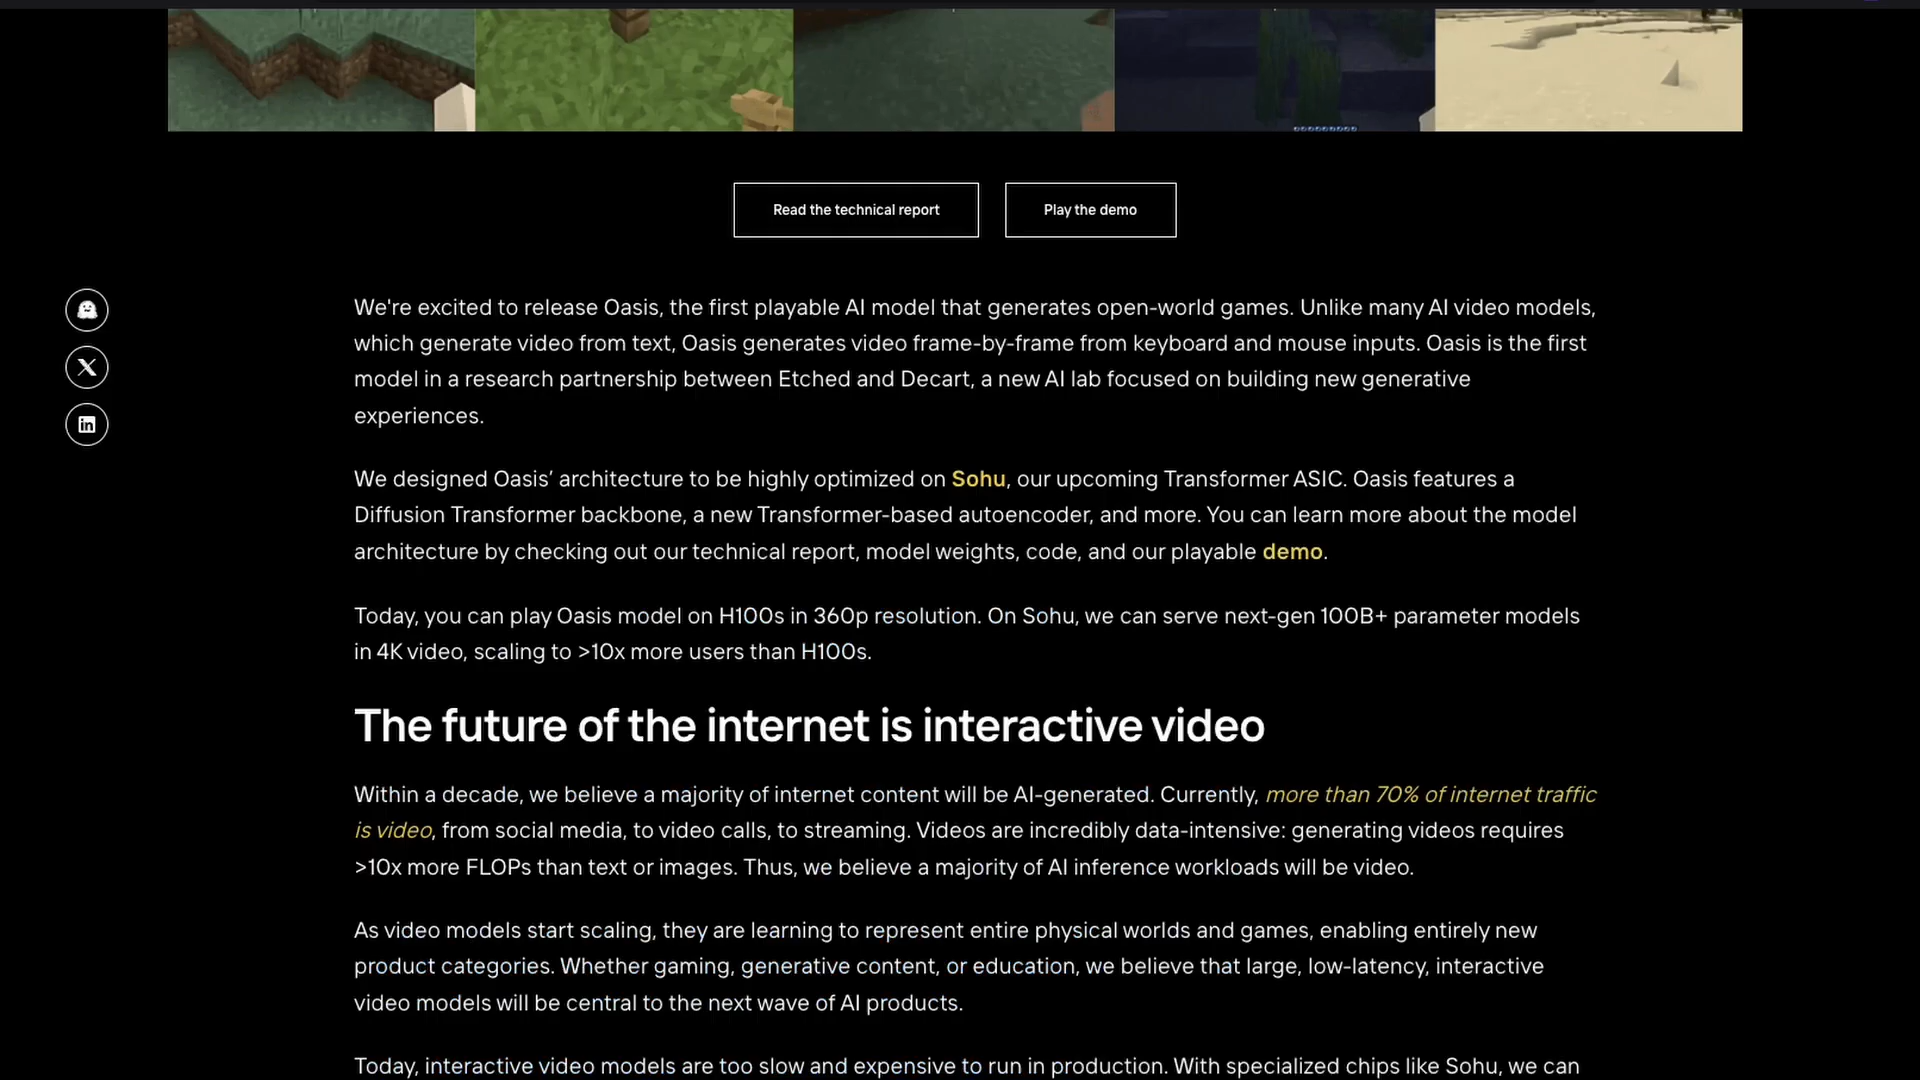 Read the technical report
Play the demo
We're excited to release Oasis, the first playable AI model that generates open-world games. Unlike many AI video models,
which generate video from text, Oasis generates video frame-by-frame from keyboard and mouse inputs. Oasis is the first
model in a research partnership between Etched and Decart, a new AI lab focused on building new generative
experiences.
We designed Oasis’ architecture to be highly optimized on Sohu, our upcoming Transformer ASIC. Oasis features a
Diffusion Transformer backbone, a new Transformer-based autoencoder, and more. You can learn more about the model
architecture by checking out our technical report, model weights, code, and our playable demo.
Today, you can play Oasis model on H100s in 360p resolution. On Sohu, we can serve next-gen 100B+ parameter models
in 4K video, scaling to >10x more users than H100s.
The future of the internet is interactive video
Within a decade, we believe a majority of internet content will be AI-generated. Currently, more than 70% of internet traffic
is video, from social media, to video calls, to streaming. Videos are incredibly data-intensive: generating videos requires
>10x more FLOPs than text or images. Thus, we believe a majority of AI inference workloads will be video.
As video models start scaling, they are learning to represent entire physical worlds and games, enabling entirely new
product categories. Whether gaming, generative content, or education, we believe that large, low-latency, interactive
video models will be central to the next wave of AI products.
Today, interactive video models are too slow and expensive to run in production. With specialized chips like Sohu, we can